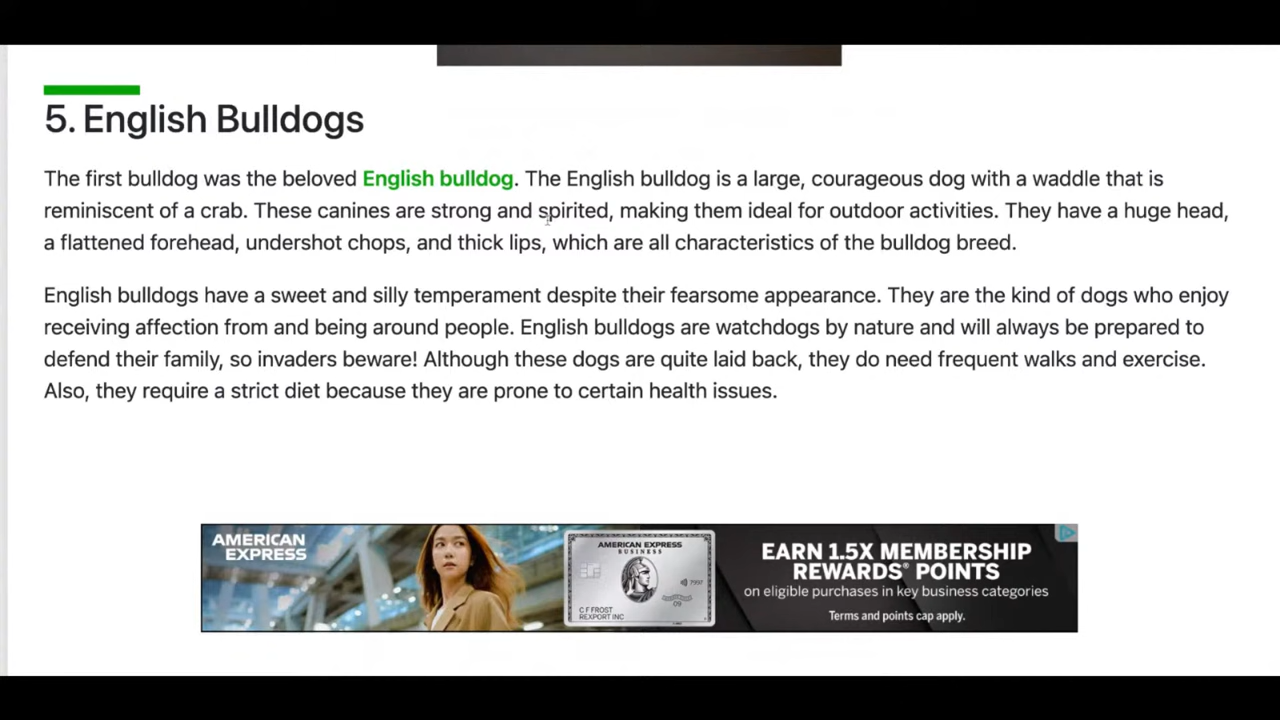 5. English Bulldogs
The first bulldog was the beloved English bulldog. The English bulldog is a large, courageous dog with a waddle that is
reminiscent of a crab. These canines are strong and spirited, making them ideal for outdoor activities. They have a huge head,
a flattened forehead, undershot chops, and thick lips, which are all characteristics of the bulldog breed.
English bulldogs have a sweet and silly temperament despite their fearsome appearance. They are the kind of dogs who enjoy
receiving affection from and being around people. English bulldogs are watchdogs by nature and will always be prepared to
defend their family, so invaders beware! Although these dogs are quite laid back, they do need frequent walks and exercise.
Also, they require a strict diet because they are prone to certain health issues.
AMERICAN
EXPRESS
AMERICAN EXPRESS
BUSINESS
7997
09
C F FROST
REXPORT INC
EARN 1.5X MEMBERSHIP
REWARDS® POINTS
on eligible purchases in key business categories
Terms and points cap apply.